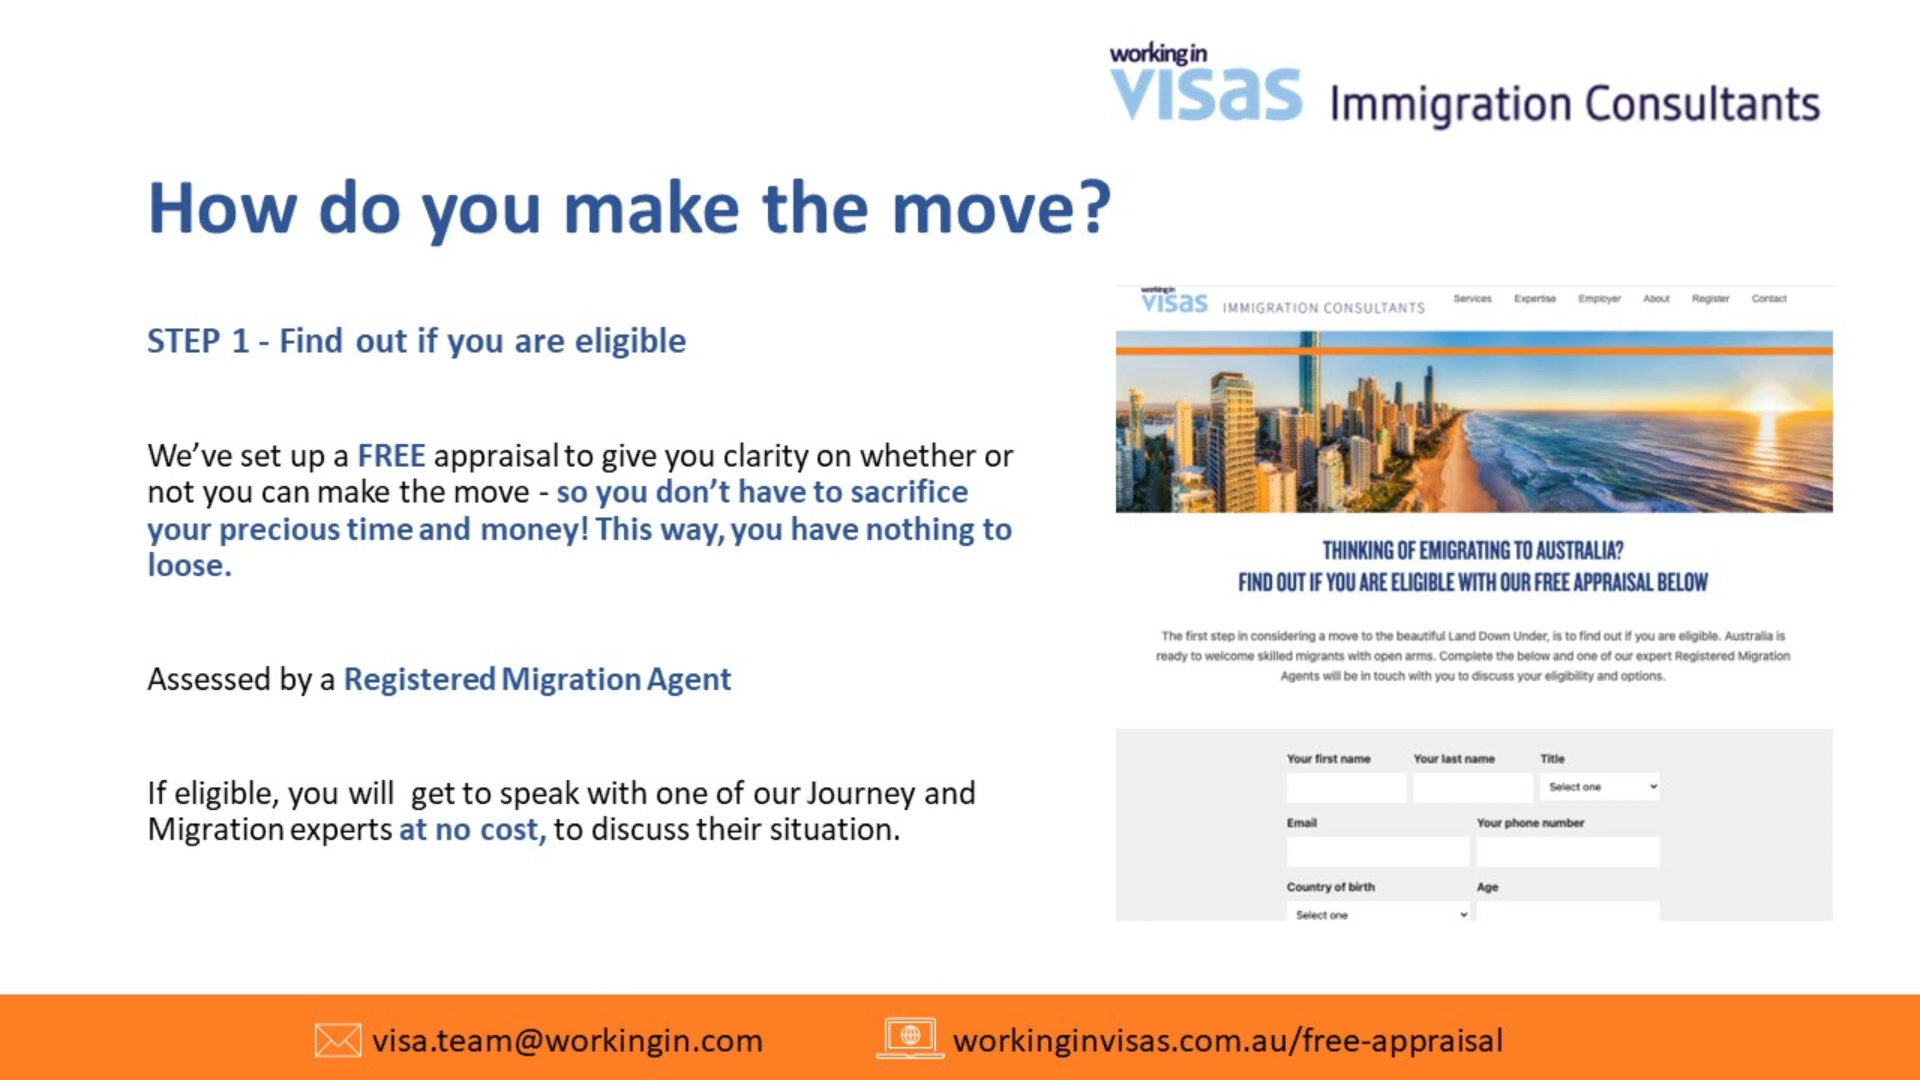 workingin
visas Immigration Consultants
How do you make the move?
STEP 1 - Find out if you are eligible
We’ve set up a FREE appraisal to give you clarity on whether or
not you can make the move - so you don’t have to sacrifice
your precious time and money! This way, you have nothing to
loose.
Assessed by a Registered Migration Agent
If eligible, you will get to speak with one of our Journey and
Migration experts at no cost, to discuss their situation.
workingin
visas IMMIGRATION CONSULTANTS
Services Expertise Employer About Register Contact
THINKING OF EMIGRATING TO AUSTRALIA?
FIND OUT IF YOU ARE ELIGIBLE WITH OUR FREE APPRAISAL BELOW
The first step in considering a move to the beautiful Land Down Under, is to find out if you are eligible. Australia is
ready to welcome skilled migrants with open arms. Complete the below and one of our expert Registered Migration
Agents will be in touch with you to discuss your eligibility and options.
Your first name Your last name Title
Select one
Email Your phone number
Country of birth Age
Select one
visa.team@workingin.com workinginvisas.com.au/free-appraisal